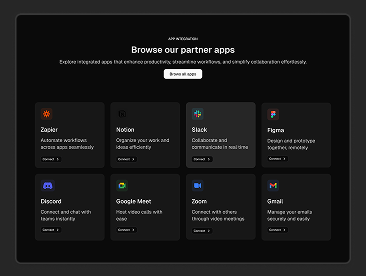 APP INTEGRATION
Browse our partner apps
Explore integrated apps that enhance productivity, streamline workflows, and simplify collaboration effortlessly.
Browse all apps
Zapier
Automate workflows
across apps seamlessly
Connect
Notion
Organize your work and
ideas efficiently
Connect
Slack
Collaborate and
communicate in real time
Connect
Figma
Design and prototype
together, remotely
Connect
Discord
Connect and chat with
teams instantly
Connect
Google Meet
Host video calls with
ease
Connect
Zoom
Connect with others
through video meetings
Connect
Gmail
Manage your emails
securely and easily
Connect